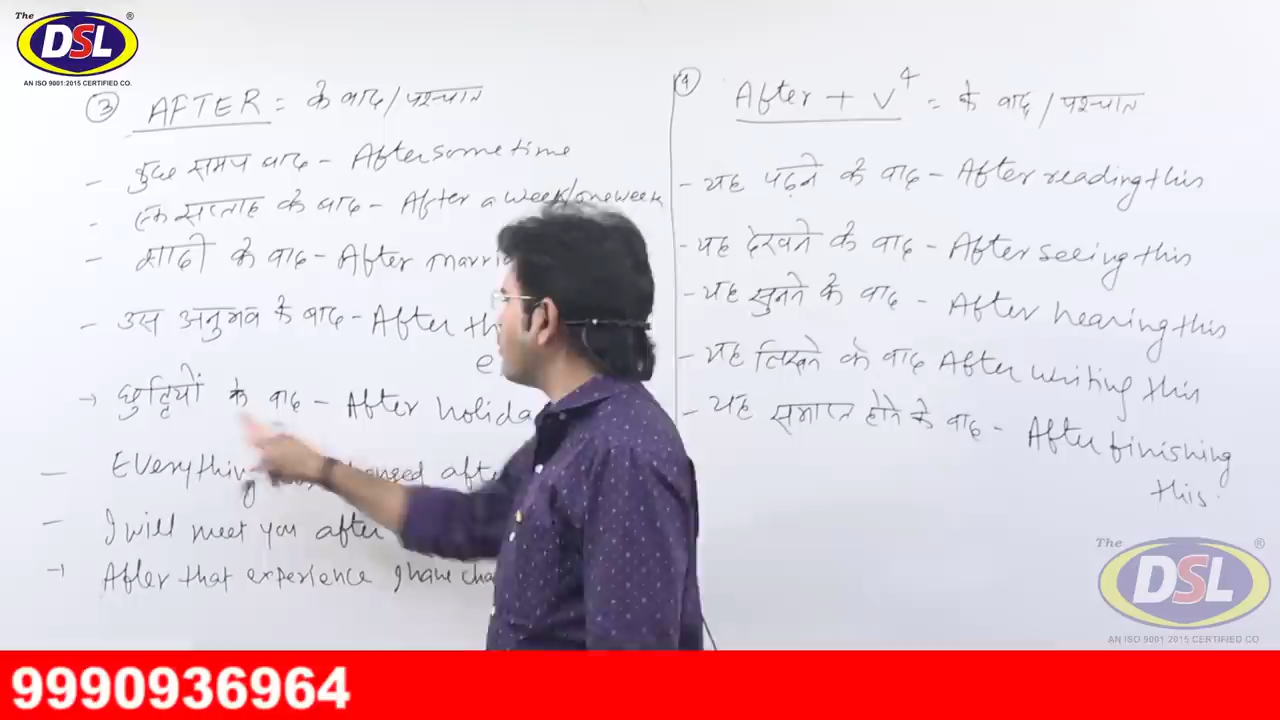 The DSL ®
AN ISO 9001:2015 CERTIFIED CO.
③ AFTER = के बाद/पश्चात
- कुछ समय बाद - After some time
- एक सप्ताह के बाद - After a week/one week
- शादी के बाद - After marria
- उस अनुभव के बाद - After th
e
→ छुट्टियों के बाद - After holida
- Everything changed after
- I will meet you after
→ After that experience I have cha
④ After + V⁴ = के बाद/पश्चात
- यह पढ़ने के बाद - After reading this
- यह देखने के बाद - After seeing this
- यह सुनने के बाद - After hearing this
- यह लिखने के बाद After writing this
- यह समाप्त होने के बाद - After finishing
this.
The DSL ®
AN ISO 9001:2015 CERTIFIED CO.
9990936964